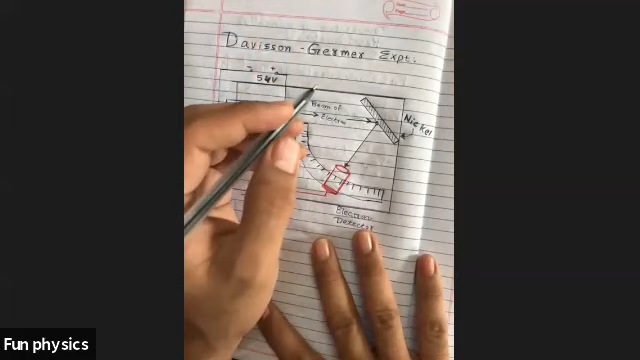 Davisson - Germer Expt.
- +
54V
Beam of
Electron
Nickel
Electron
Detector
Fun physics